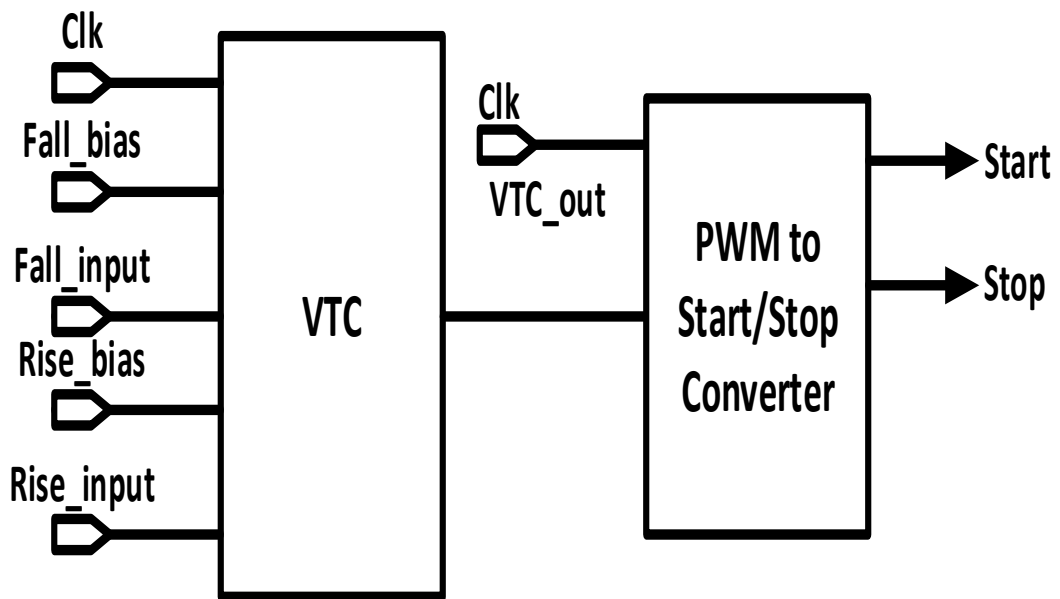 Clk
Fall_bias
Fall_input
Rise_bias
Rise_input
VTC
Clk
VTC_out
PWM to
Start/Stop
Converter
Start
Stop